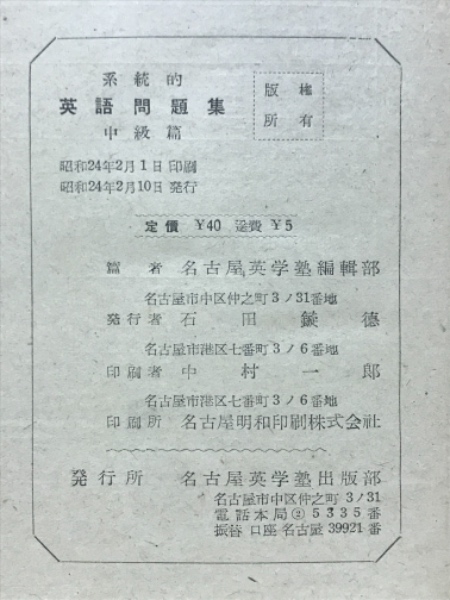 系統的
英語問題集
中級篇
版権
所有
昭和24年2月1日 印刷
昭和24年2月10日 発行
定價 ¥40 送費 ¥5
篇者 名古屋英学塾編輯部
名古屋市中区仲之町3ノ31番地
発行者 石田鍐德
名古屋市港区七番町3ノ6番地
印刷者 中村一郎
名古屋市港区七番町3ノ6番地
印刷所 名古屋明和印刷株式会社
発行所 名古屋英学塾出版部
名古屋市中区仲之町 3ノ31
電話本局②5335番
振替口座名古屋39921番